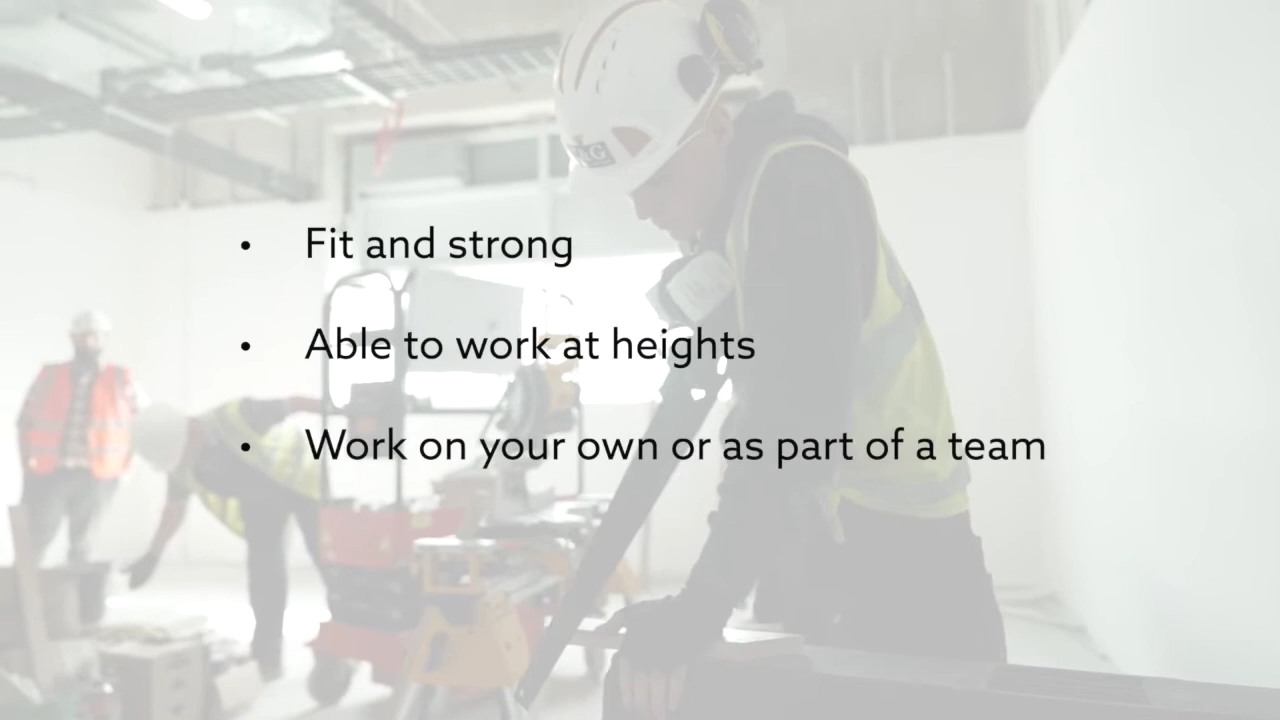 • Fit and strong
• Able to work at heights
• Work on your own or as part of a team